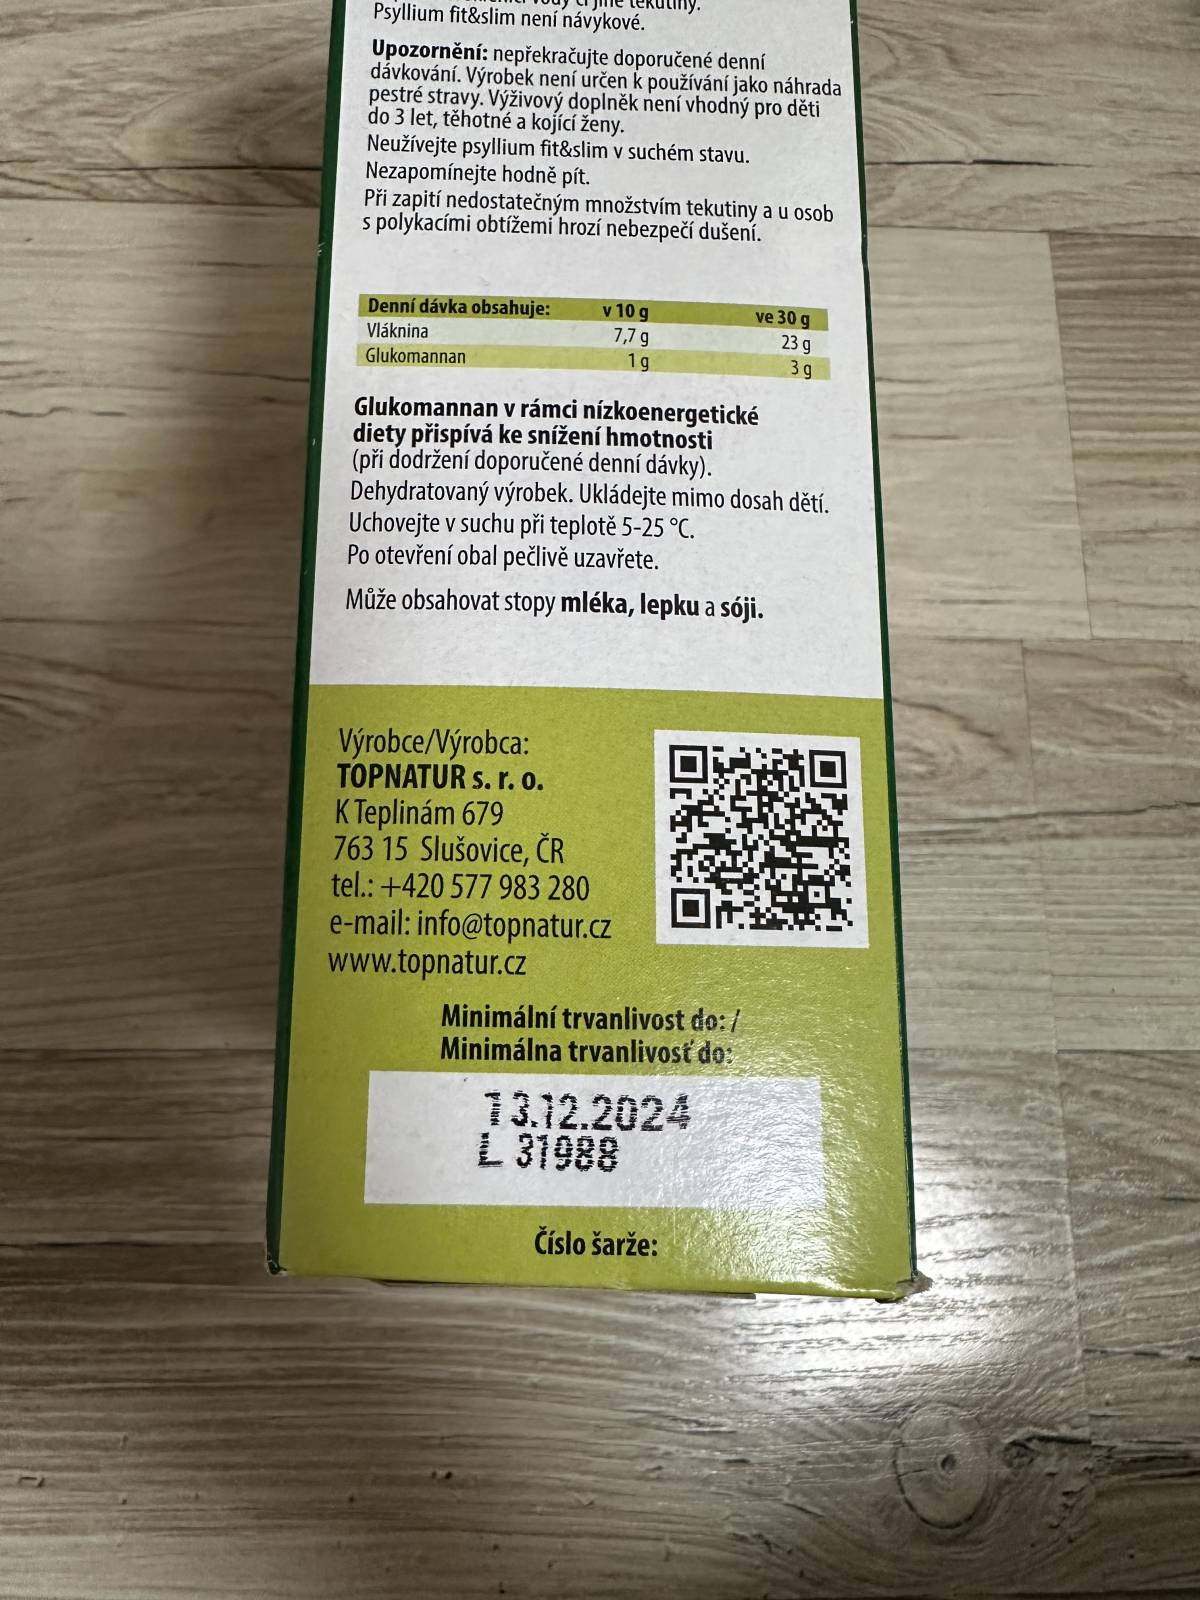 vody či jiné tekutiny.
Psyllium fit&slim není návykové.
Upozornění: nepřekračujte doporučené denní
dávkování. Výrobek není určen k používání jako náhrada
pestré stravy. Výživový doplněk není vhodný pro děti
do 3 let, těhotné a kojící ženy.
Neužívejte psyllium fit&slim v suchém stavu.
Nezapomínejte hodně pít.
Při zapití nedostatečným množstvím tekutiny a u osob
s polykacími obtížemi hrozí nebezpečí dušení.
Denní dávka obsahuje: v 10 g ve 30 g
Vláknina 7,7 g 23 g
Glukomannan 1 g 3 g
Glukomannan v rámci nízkoenergetické
diety přispívá ke snížení hmotnosti
(při dodržení doporučené denní dávky).
Dehydratovaný výrobek. Ukládejte mimo dosah dětí.
Uchovejte v suchu při teplotě 5-25 °C.
Po otevření obal pečlivě uzavřete.
Může obsahovat stopy mléka, lepku a sóji.
Výrobce/Výrobca:
TOPNATUR s. r. o.
K Teplinám 679
763 15 Slušovice, ČR
tel.: +420 577 983 280
e-mail: info@topnatur.cz
www.topnatur.cz
Minimální trvanlivost do: /
Minimálna trvanlivosť do:
13.12.2024
L 31988
Číslo šarže: